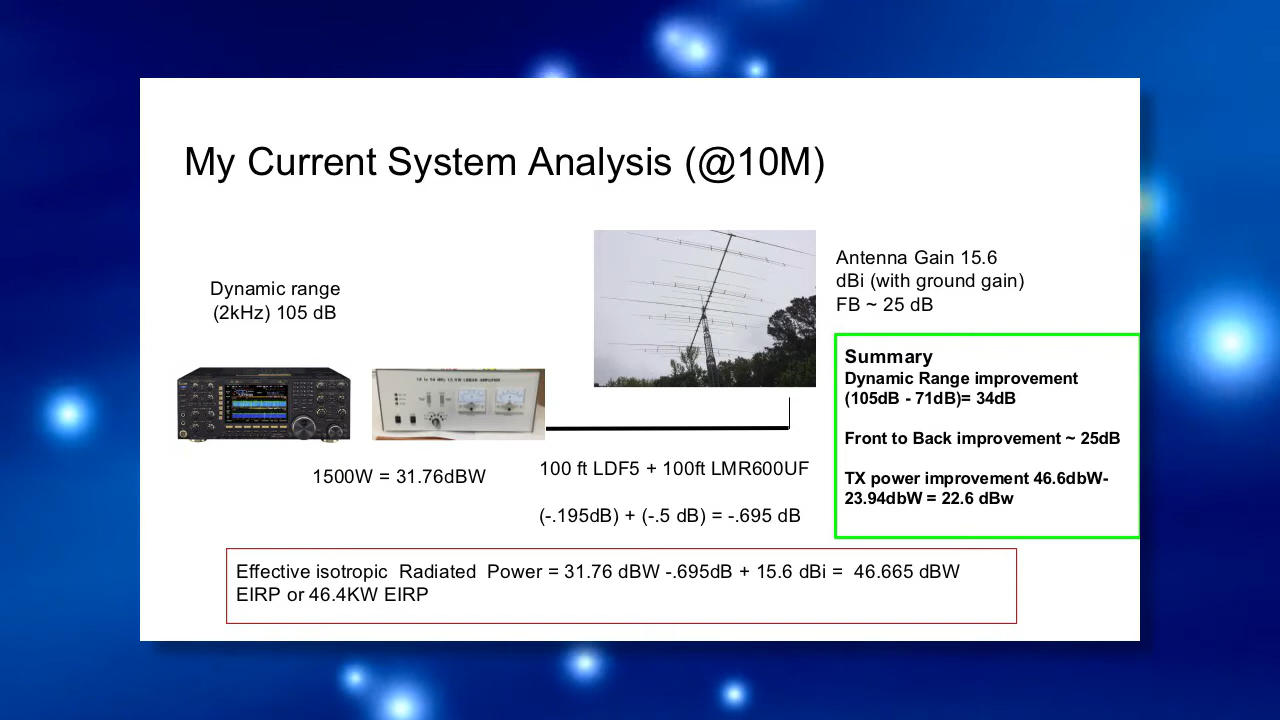 My Current System Analysis (@10M)
Dynamic range
(2kHz) 105 dB
Antenna Gain 15.6
dBi (with ground gain)
FB ~ 25 dB
Summary
Dynamic Range improvement
(105dB - 71dB)= 34dB
Front to Back improvement ~ 25dB
TX power improvement 46.6dbW-
23.94dbW = 22.6 dBw
1500W = 31.76dBW
100 ft LDF5 + 100ft LMR600UF
(-.195dB) + (-.5 dB) = -.695 dB
Effective isotropic Radiated Power = 31.76 dBW -.695dB + 15.6 dBi = 46.665 dBW
EIRP or 46.4KW EIRP